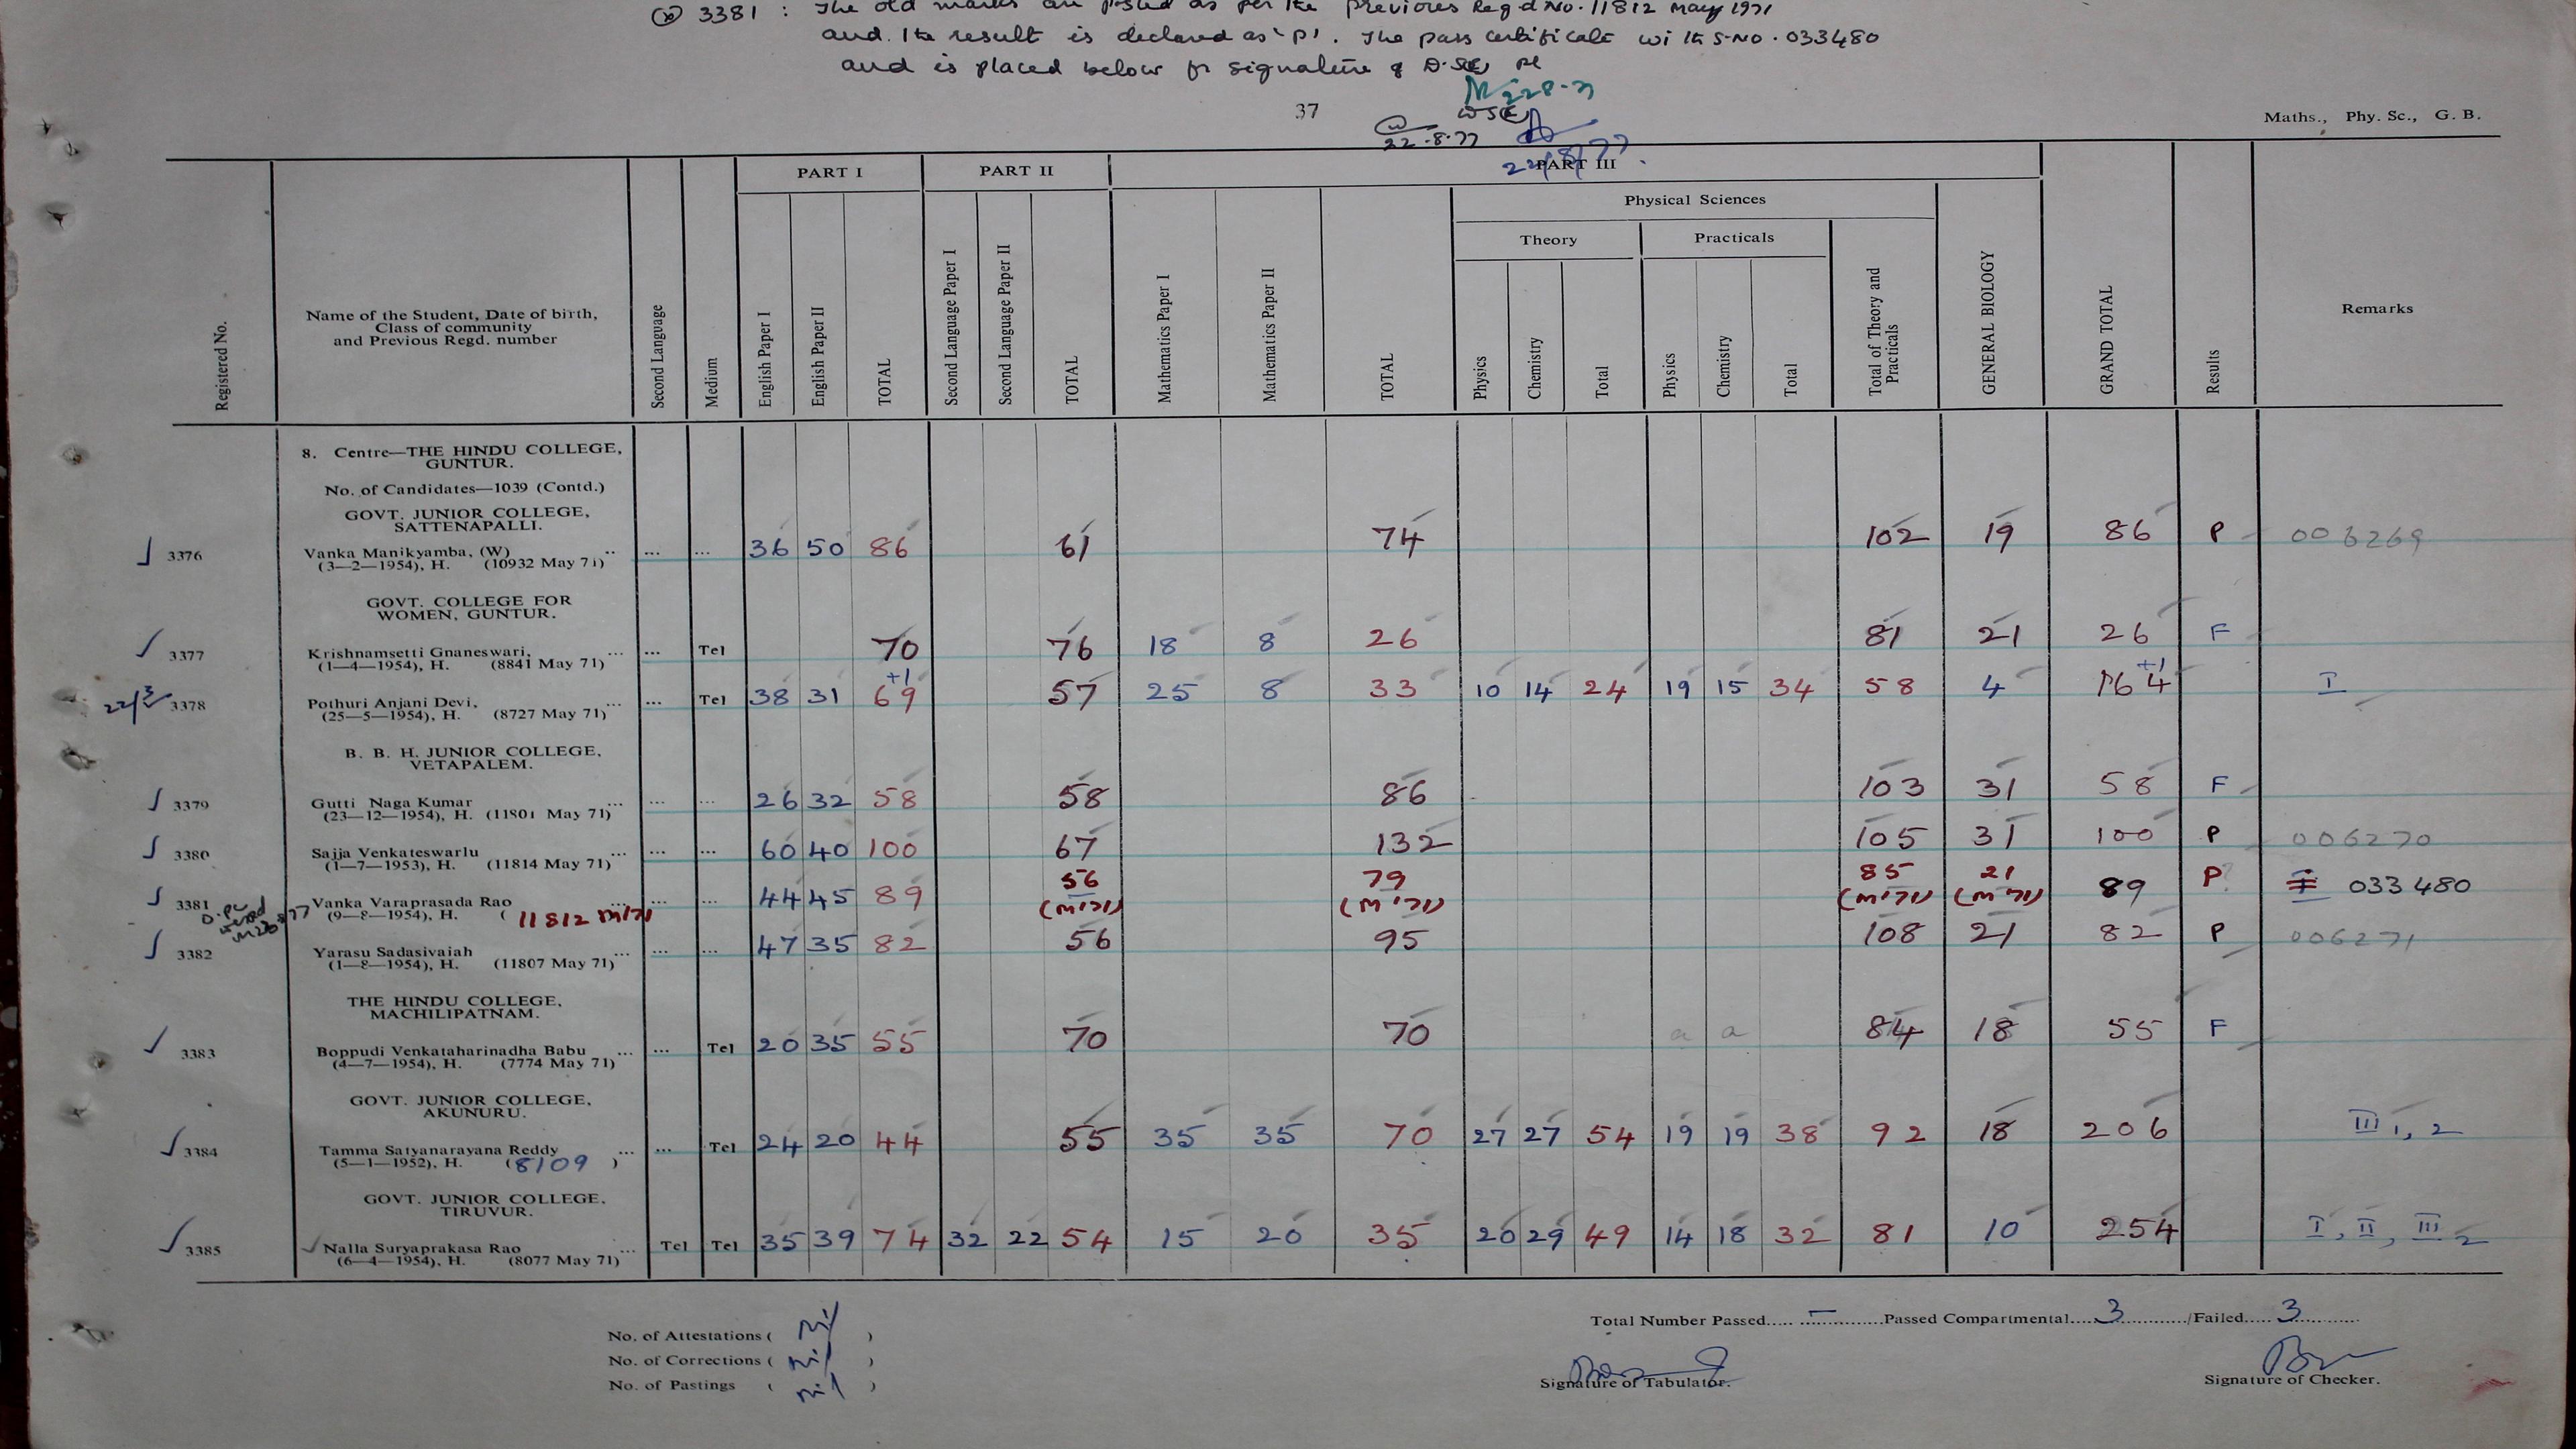 (x) 3381 : The old marks are posted as per the previous Regd No. 11812 May 1971
and the result is declared as 'P'. The pass certificate with S.No. 033480
and is placed below for signature of
37
22.8.77
Maths., Phy. Sc., G. B.
Registered No.
Name of the Student, Date of birth,
Class of community
and Previous Regd. number
Second Language
Medium
PART I
English Paper I
English Paper II
TOTAL
PART II
Second Language Paper I
Second Language Paper II
TOTAL
PART III
Mathematics Paper I
Mathematics Paper II
TOTAL
Physical Sciences
Theory
Physics
Chemistry
Total
Practicals
Physics
Chemistry
Total
Total of Theory and
Practicals
GENERAL BIOLOGY
GRAND TOTAL
Results
Remarks
8. Centre—THE HINDU COLLEGE,
GUNTUR.
No. of Candidates—1039 (Contd.)
GOVT. JUNIOR COLLEGE,
SATTENAPALLI.
3376 Vanka Manikyamba, (W) ... ... ... 36 50 86 61 74 102 19 86 P 006269
(3—2—1954), H. (10932 May 71)
GOVT. COLLEGE FOR
WOMEN, GUNTUR.
3377 Krishnamsetti Gnaneswari, ... ... Tel 70 76 18 8 26 81 21 26 F
(1—4—1954), H. (8841 May 71)
+1 +1
3378 Pothuri Anjani Devi, ... ... Tel 38 31 69 57 25 8 33 10 14 24 19 15 34 58 4 164 I
(25—5—1954), H. (8727 May 71)
B. B. H. JUNIOR COLLEGE,
VETAPALEM.
3379 Gutti Naga Kumar ... ... ... 26 32 58 58 86 103 31 58 F
(23—12—1954), H. (11801 May 71)
3380 Sajja Venkateswarlu ... ... ... 60 40 100 67 132 105 31 100 P 006270
(1—7—1953), H. (11814 May 71)
3381 Vanka Varaprasada Rao ... ... 44 45 89 56 79 85 21 89 P 033480
(9—8—1954), H. ( 11812 M'71 (M'71) (M'71) (M'71) (M'71)
3382 Yarasu Sadasivaiah ... ... ... 47 35 82 56 95 108 21 82 P 006271
(1—8—1954), H. (11807 May 71)
THE HINDU COLLEGE,
MACHILIPATNAM.
3383 Boppudi Venkataharinadha Babu ... ... Tel 20 35 55 70 70 a a 84 18 55 F
(4—7—1954), H. (7774 May 71)
GOVT. JUNIOR COLLEGE,
AKUNURU.
3384 Tamma Satyanarayana Reddy ... ... Tel 24 20 44 55 35 35 70 27 27 54 19 19 38 92 18 206 III 1, 2
(5—1—1952), H. (8109 )
GOVT. JUNIOR COLLEGE,
TIRUVUR.
3385 Nalla Suryaprakasa Rao ... Tel Tel 35 39 74 32 22 54 15 20 35 20 29 49 14 18 32 81 10 254 I, II, III 2
(6—4—1954), H. (8077 May 71)
No. of Attestations ( Nil )
No. of Corrections ( Nil )
No. of Pastings ( Nil )
Total Number Passed..... – ..............Passed Compartmental.....3............./Failed.....3..........
Signature of Tabulator.
Signature of Checker.